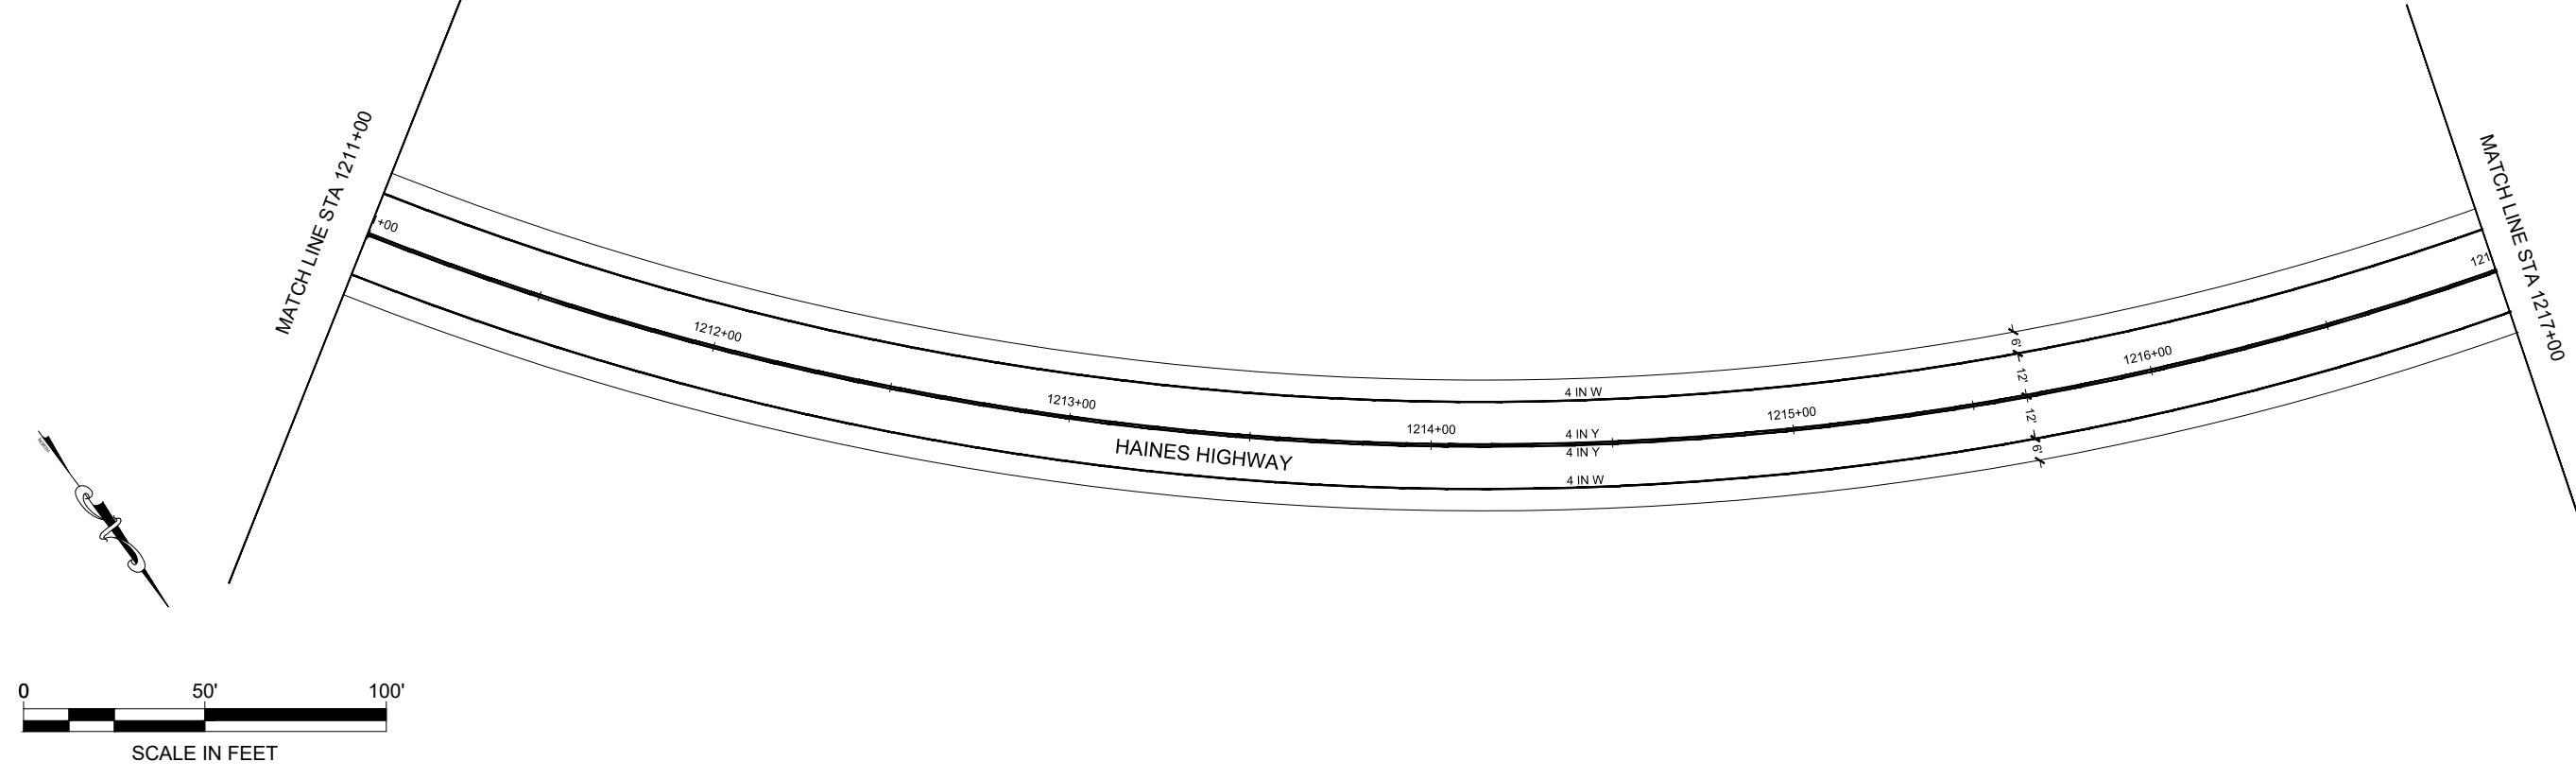 MATCH LINE STA 1211+00
MATCH LINE STA 1217+00
+00
1212+00
1213+00
1214+00
1215+00
1216+00
121
4 IN W
4 IN Y
4 IN Y
4 IN W
HAINES HIGHWAY
6'
12'
12'
6'
0 50' 100'
SCALE IN FEET